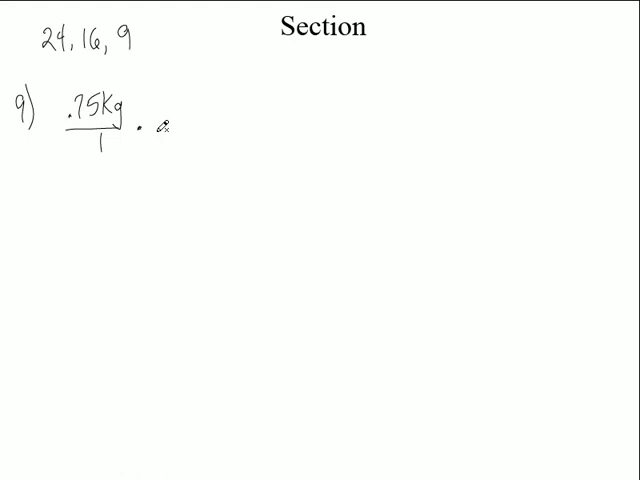 Section
24, 16, 9
9) .75Kg
1 ·